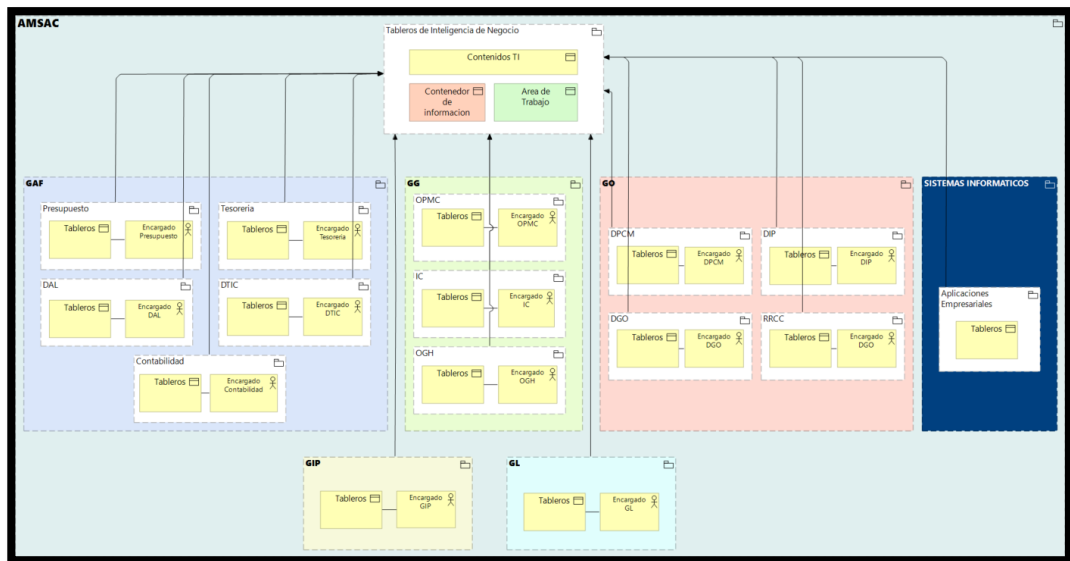 AMSAC
Tableros de Inteligencia de Negocio
Contenidos TI
Contenedor
de
informacion
Area de
Trabajo
GAF
Presupuesto
Tableros
Encargado
Presupuesto
Tesoreria
Tableros
Encargado
Tesoreria
DAL
Tableros
Encargado
DAL
DTIC
Tableros
Encargado
DTIC
Contabilidad
Tableros
Encargado
Contabilidad
GG
OPMC
Tableros
Encargado
OPMC
IC
Tableros
Encargado
IC
OGH
Tableros
Encargado
OGH
GO
DPCM
Tableros
Encargado
DPCM
DIP
Tableros
Encargado
DIP
DGO
Tableros
Encargado
DGO
RRCC
Tableros
Encargado
DGO
SISTEMAS INFORMATICOS
Aplicaciones
Empresariales
Tableros
GIP
Tableros
Encargado
GIP
GL
Tableros
Encargado
GL